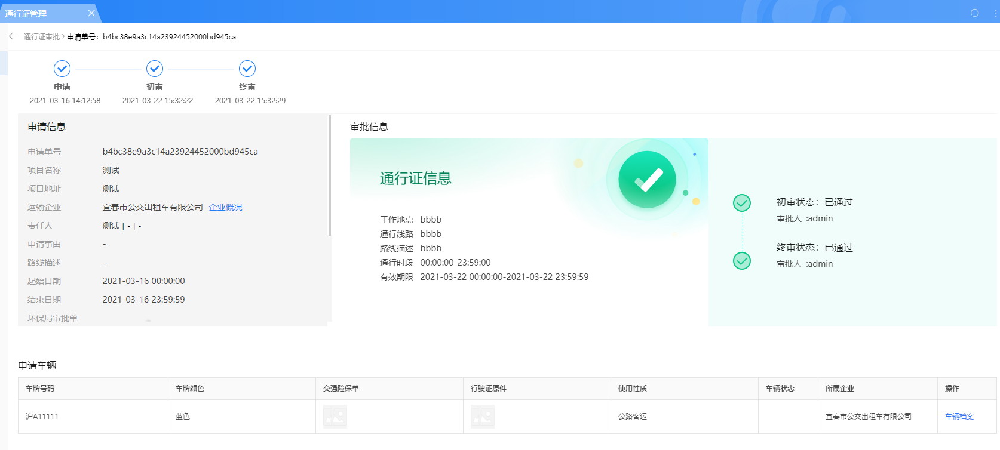 通行证管理
通行证审批 > 申请单号： b4bc38e9a3c14a23924452000bd945ca
申请 初审 终审
2021-03-16 14:12:58 2021-03-22 15:32:22 2021-03-22 15:32:29
申请信息
申请单号 b4bc38e9a3c14a23924452000bd945ca
项目名称 测试
项目地址 测试
运输企业 宜春市公交出租车有限公司 企业概况
责任人 测试 | - | -
申请事由 -
路线描述 -
起始日期 2021-03-16 00:00:00
结束日期 2021-03-16 23:59:59
环保局审批单
审批信息
通行证信息
工作地点 bbbb
通行线路 bbbb
路线描述 bbbb
通行时段 00:00:00-23:59:00
有效期限 2021-03-22 00:00:00-2021-03-22 23:59:59
初审状态：已通过
审批人 :admin
终审状态：已通过
审批人 :admin
申请车辆
车牌号码 车牌颜色 交强险保单 行驶证原件 使用性质 车辆状态 所属企业 操作
沪A11111 蓝色 公路客运 宜春市公交出租车有限公司 车辆档案